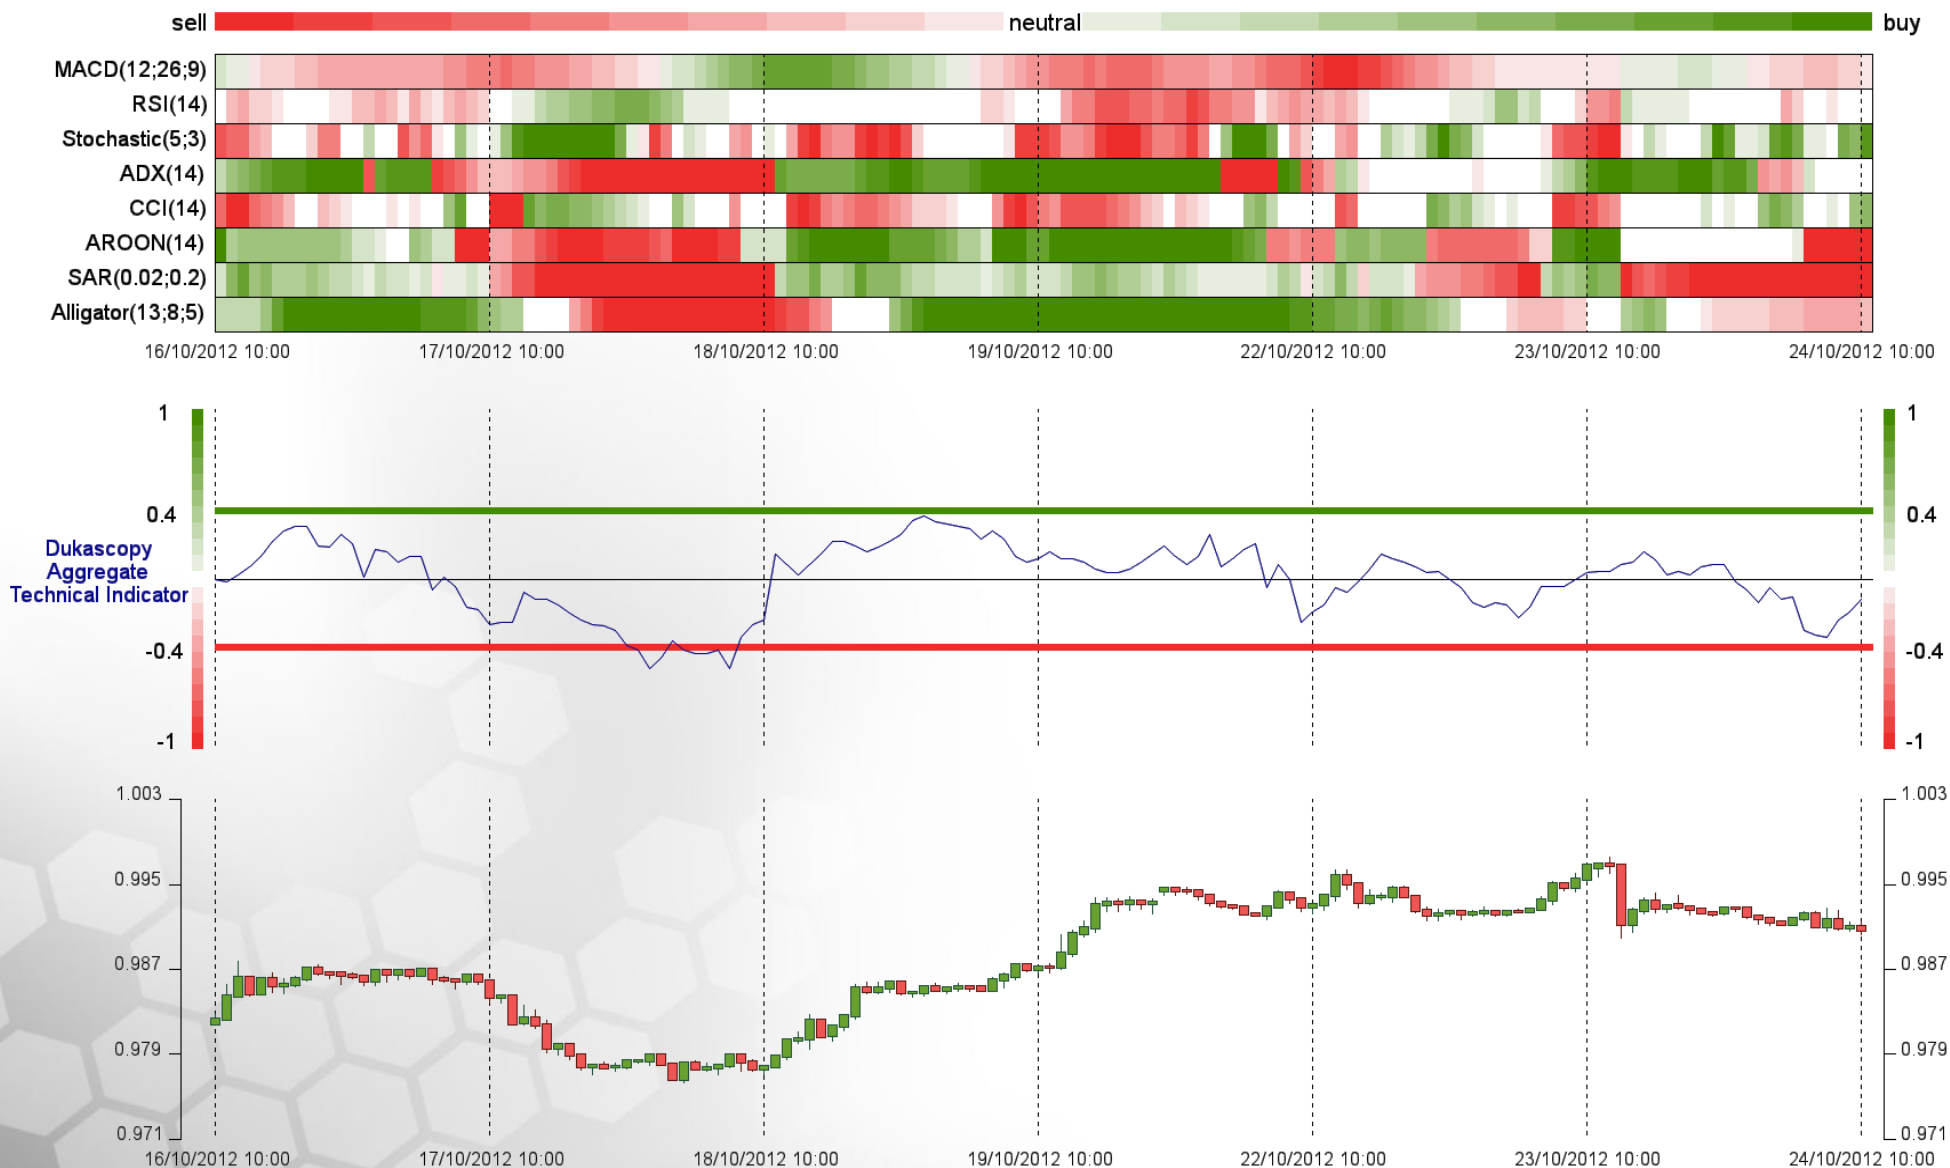 sell neutral buy
MACD(12;26;9)
RSI(14)
Stochastic(5;3)
ADX(14)
CCI(14)
AROON(14)
SAR(0.02;0.2)
Alligator(13;8;5)
16/10/2012 10:00 17/10/2012 10:00 18/10/2012 10:00 19/10/2012 10:00 22/10/2012 10:00 23/10/2012 10:00 24/10/2012 10:00
1 1
0.4 0.4
Dukascopy
Aggregate
Technical Indicator
-0.4 -0.4
-1 -1
1.003 1.003
0.995 0.995
0.987 0.987
0.979 0.979
0.971 0.971
16/10/2012 10:00 17/10/2012 10:00 18/10/2012 10:00 19/10/2012 10:00 22/10/2012 10:00 23/10/2012 10:00 24/10/2012 10:00